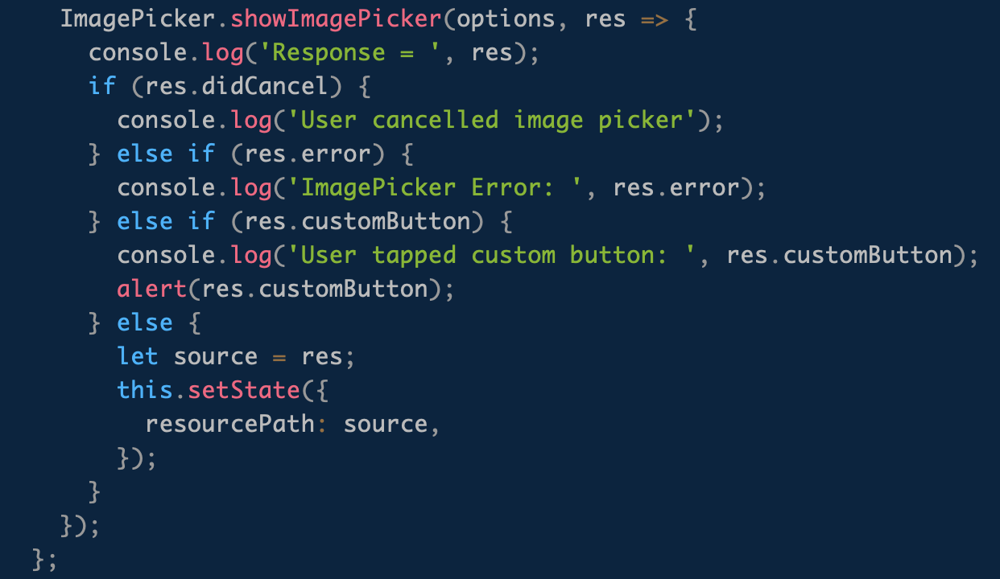 ImagePicker.showImagePicker(options, res => {
console.log('Response = ', res);
if (res.didCancel) {
console.log('User cancelled image picker');
} else if (res.error) {
console.log('ImagePicker Error: ', res.error);
} else if (res.customButton) {
console.log('User tapped custom button: ', res.customButton);
alert(res.customButton);
} else {
let source = res;
this.setState({
resourcePath: source,
});
}
});
};